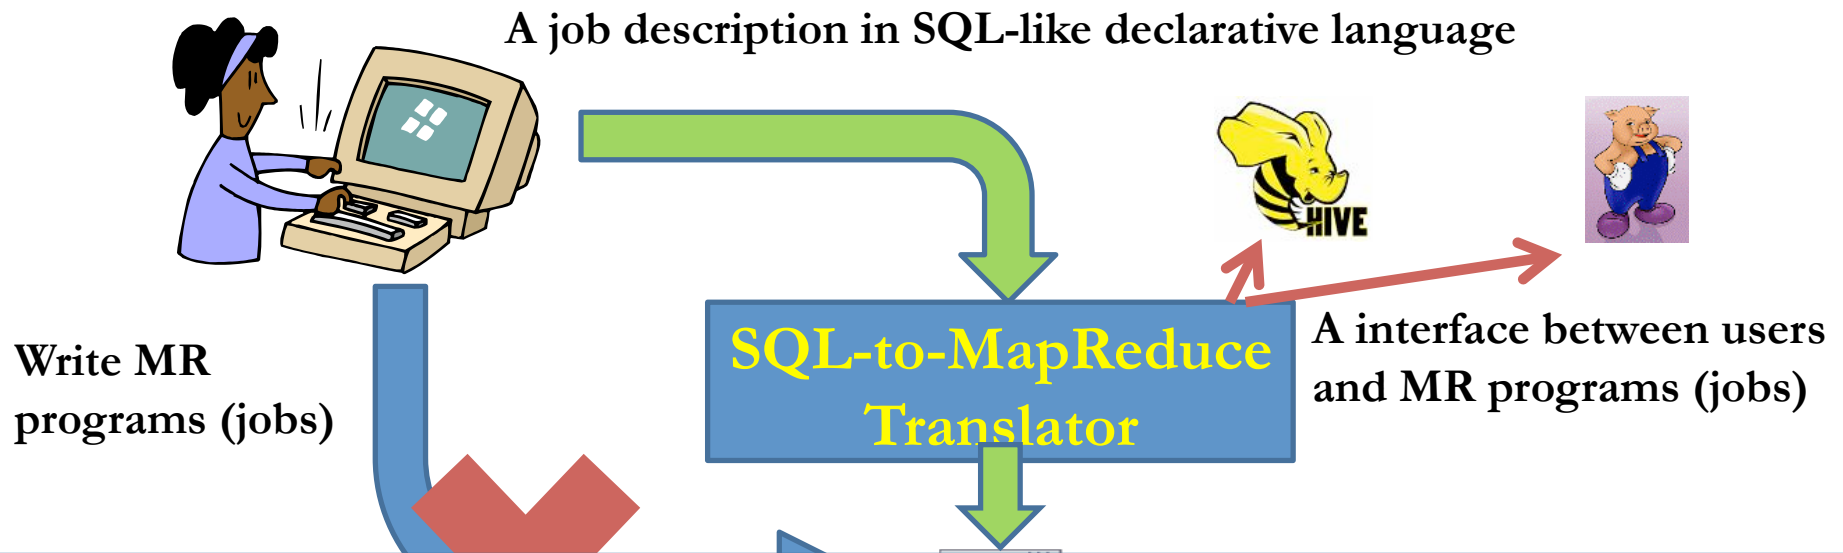 A job description in SQL-like declarative language
HIVE
Write MR
programs (jobs)
SQL-to-MapReduce
Translator
A interface between users
and MR programs (jobs)